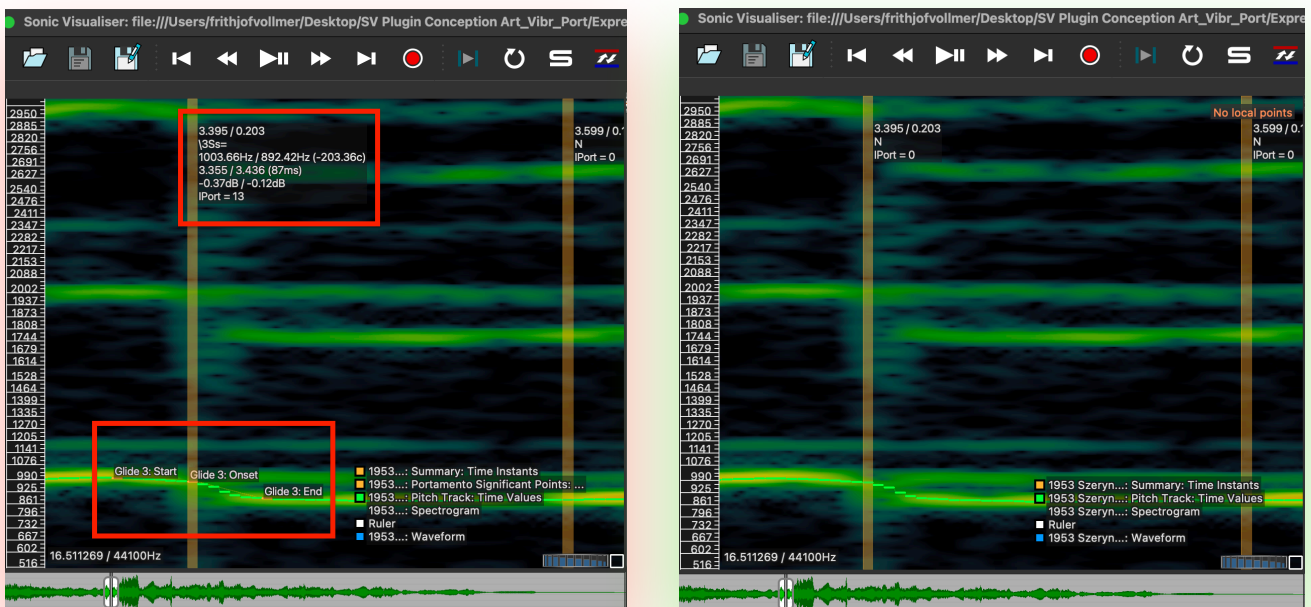 Sonic Visualiser: file:///Users/frithjofvollmer/Desktop/SV Plugin Conception Art_Vibr_Port/Expre
2950
2885
2820
2756
2691
2627
2540
2476
2411
2347
2282
2217
2153
2088
2002
1937
1873
1808
1744
1679
1614
1528
1464
1399
1335
1270
1205
1141
1076
990
925
861
796
732
667
602
516
3.395 / 0.203
\3Ss=
1003.66Hz / 892.42Hz (-203.36c)
3.355 / 3.436 (87ms)
-0.37dB / -0.12dB
IPort = 13
3.599 / 0.1
N
IPort = 0
Glide 3: Start
Glide 3: Onset
Glide 3: End
1953...: Summary: Time Instants
1953...: Portamento Significant Points: ...
1953...: Pitch Track: Time Values
1953...: Spectrogram
Ruler
1953...: Waveform
16.511269 / 44100Hz
Sonic Visualiser: file:///Users/frithjofvollmer/Desktop/SV Plugin Conception Art_Vibr_Port/Expre
2950
2885
2820
2756
2691
2627
2540
2476
2411
2347
2282
2217
2153
2088
2002
1937
1873
1808
1744
1679
1614
1528
1464
1399
1335
1270
1205
1141
1076
990
925
861
796
732
667
602
516
3.395 / 0.203
N
IPort = 0
No local points
3.599 / 0.1
N
IPort = 0
1953 Szeryn...: Summary: Time Instants
1953 Szeryn...: Pitch Track: Time Values
1953 Szeryn...: Spectrogram
Ruler
1953 Szeryn...: Waveform
16.511269 / 44100Hz